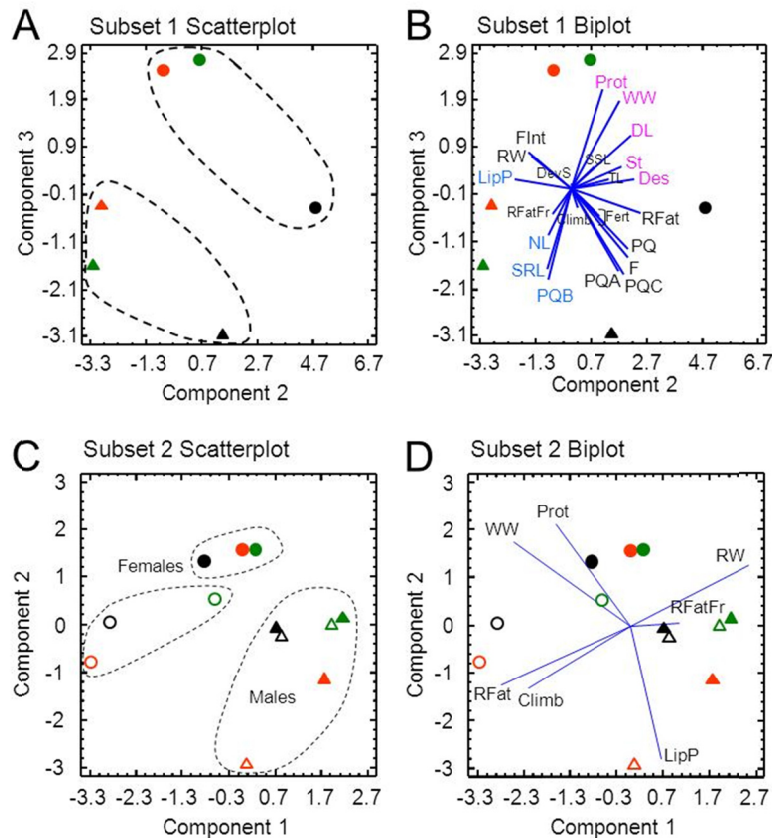 A Subset 1 Scatterplot
Component 3
2.9
1.9
0.9
-0.1
-1.1
-2.1
-3.1
-3.3 -1.3 0.7 2.7 4.7 6.7
Component 2
B Subset 1 Biplot
2.9
1.9
0.9
-0.1
-1.1
-2.1
-3.1
Prot
WW
DL
FInt
SSL
RW
St
DevS
LipP
TL
Des
RFatFr
Climb
Fert
RFat
NL
PQ
F
SRL
PQA
PQC
PQB
-3.3 -1.3 0.7 2.7 4.7 6.7
Component 2
C Subset 2 Scatterplot
Component 2
3
2
1
0
-1
-2
-3
Females
Males
-3.3 -2.3 -1.3 -0.3 0.7 1.7 2.7
Component 1
D Subset 2 Biplot
Component 2
3
2
1
0
-1
-2
-3
Prot
WW
RW
RFatFr
RFat
Climb
LipP
-3.3 -2.3 -1.3 -0.3 0.7 1.7 2.7
Component 1